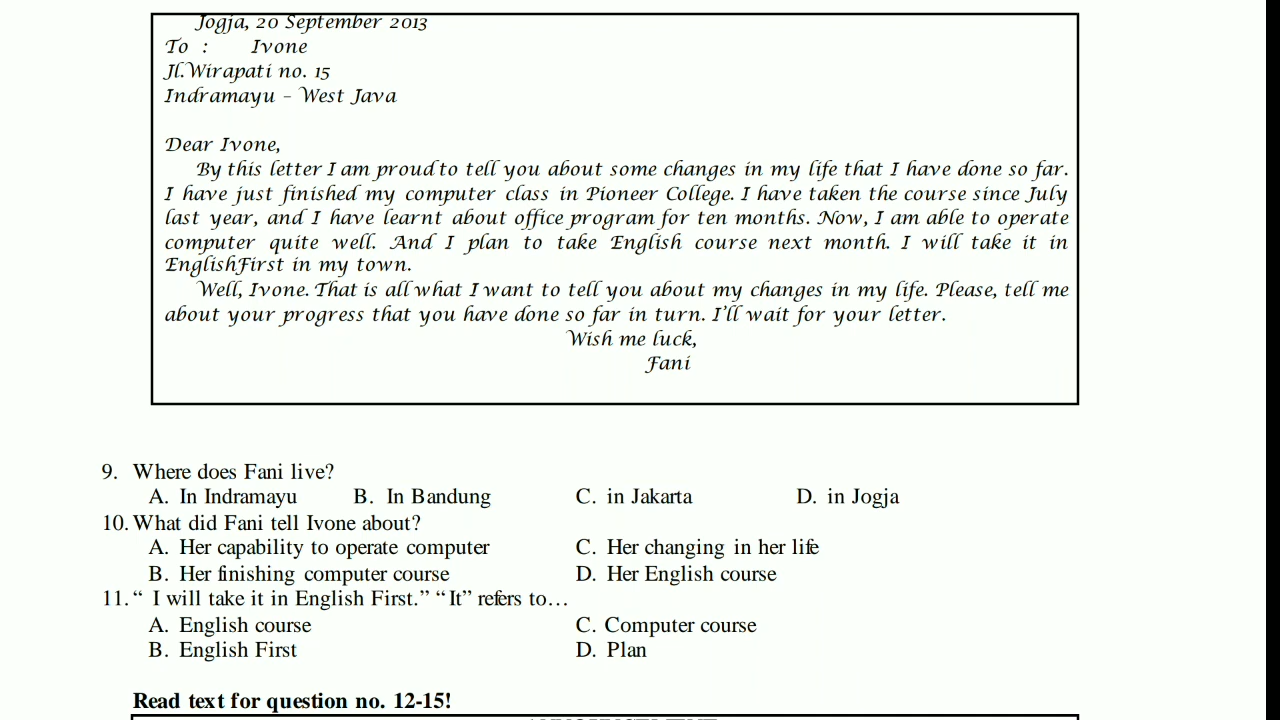 Jogja, 20 September 2013
To : Ivone
Jl.Wirapati no. 15
Indramayu – West Java
Dear Ivone,
By this letter I am proud to tell you about some changes in my life that I have done so far.
I have just finished my computer class in Pioneer College. I have taken the course since July
last year, and I have learnt about office program for ten months. Now, I am able to operate
computer quite well. And I plan to take English course next month. I will take it in
EnglishFirst in my town.
Well, Ivone. That is all what I want to tell you about my changes in my life. Please, tell me
about your progress that you have done so far in turn. I'll wait for your letter.
Wish me luck,
Fani
9. Where does Fani live?
A. In Indramayu B. In Bandung C. in Jakarta D. in Jogja
10. What did Fani tell Ivone about?
A. Her capability to operate computer C. Her changing in her life
B. Her finishing computer course D. Her English course
11. “ I will take it in English First.” “ It” refers to…
A. English course C. Computer course
B. English First D. Plan
Read text for question no. 12-15!